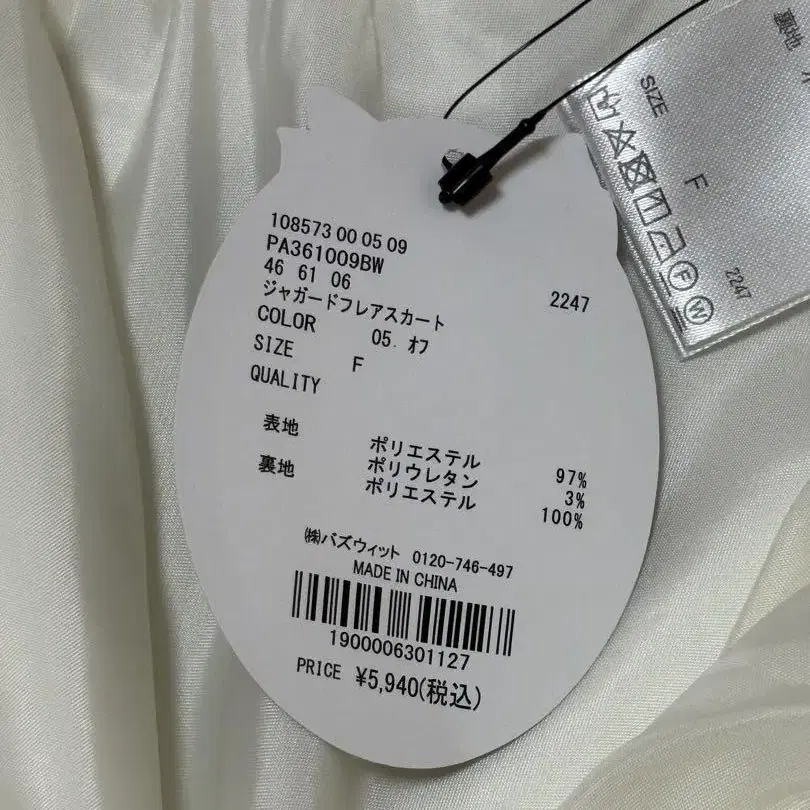 108573 00 05 09
PA361009BW
46 61 06
2247
ジャガードフレアスカート
COLOR 05. オフ
SIZE F
QUALITY
表地 ポリエステル 97%
ポリウレタン 3%
裏地 ポリエステル 100%
㈱バズウィット 0120-746-497
MADE IN CHINA
1900006301127
PRICE ¥5,940(税込)
裏地
SIZE F
F
W
2247